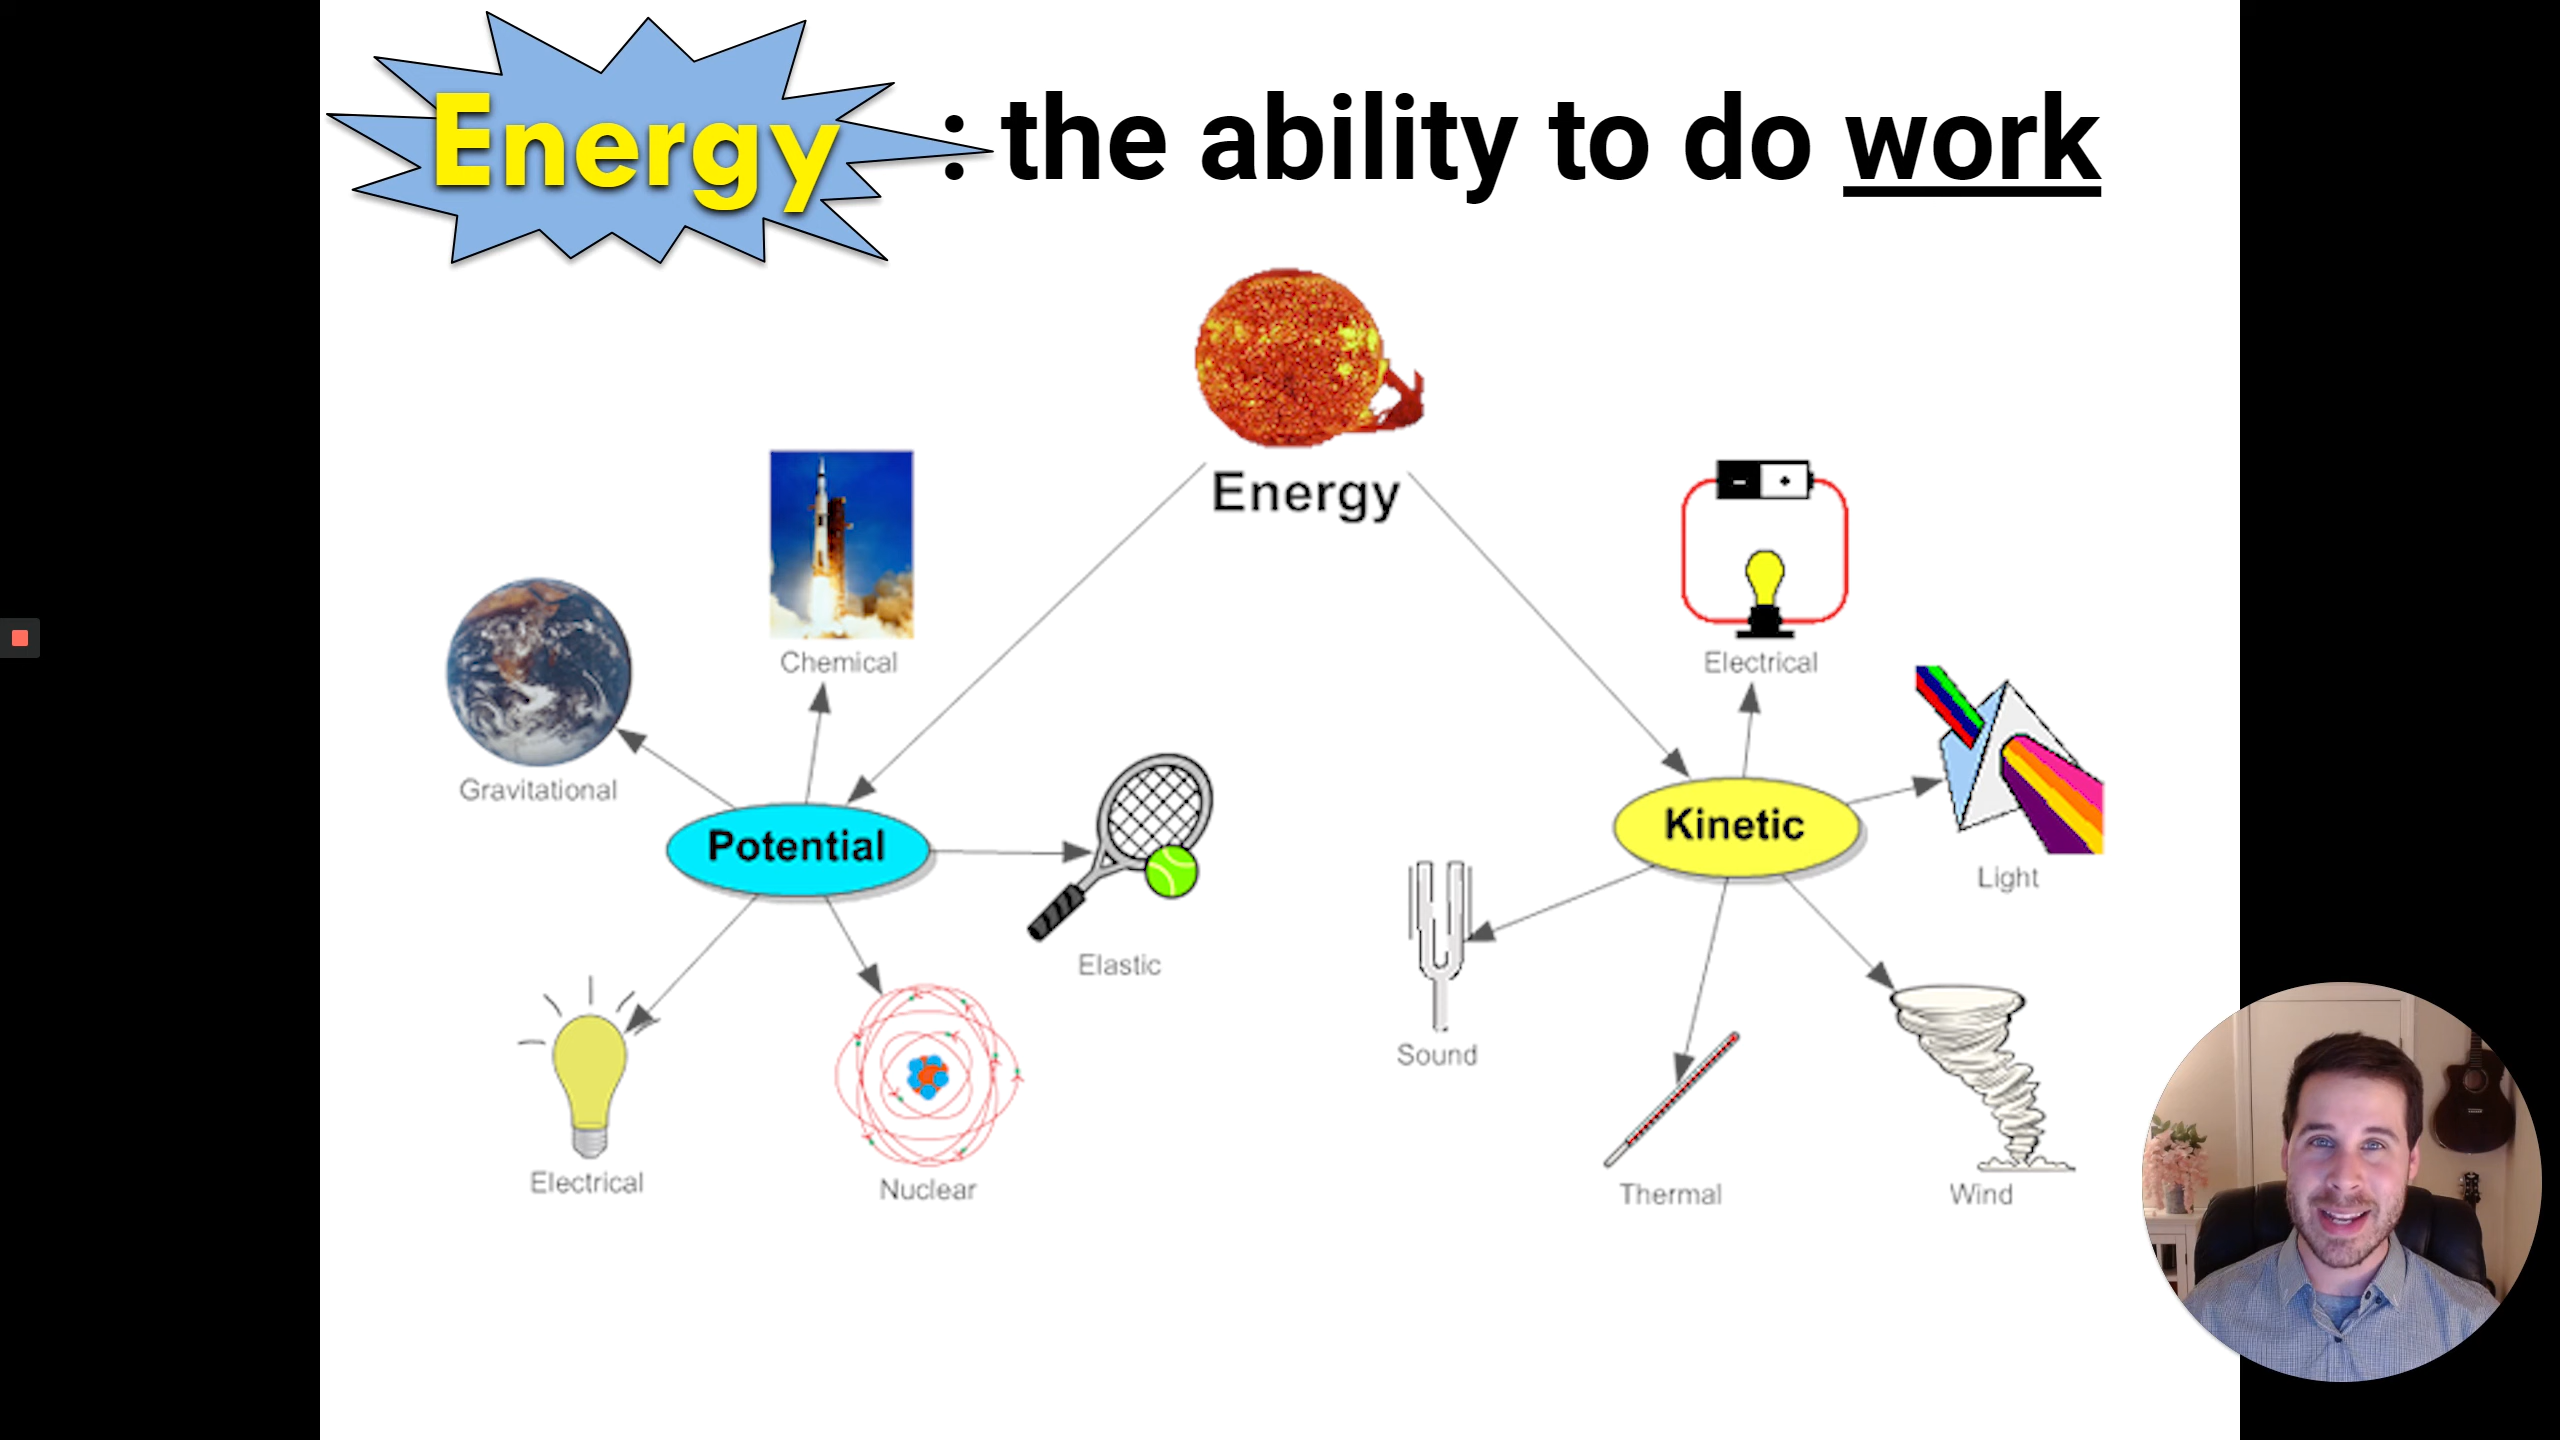 Energy : the ability to do work
Energy
Chemical
Electrical
Gravitational
Potential
Kinetic
Light
Elastic
Sound
Electrical
Nuclear
Thermal
Wind